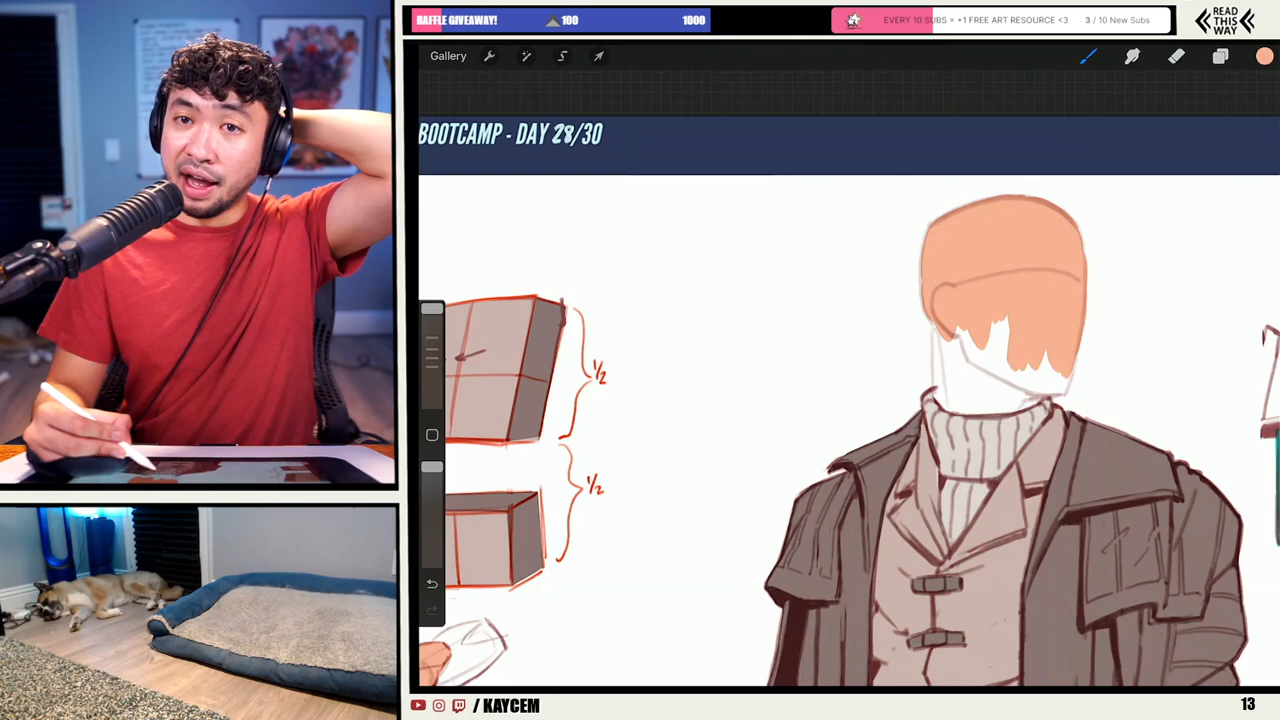 RAFFLE GIVEAWAY!
100
1000
EVERY 10 SUBS = +1 FREE ART RESOURCE <3
3 / 10 New Subs
READ
THIS
WAY
Gallery
BOOTCAMP - DAY 28/30
1/2
1/2
/ KAYCEM
13